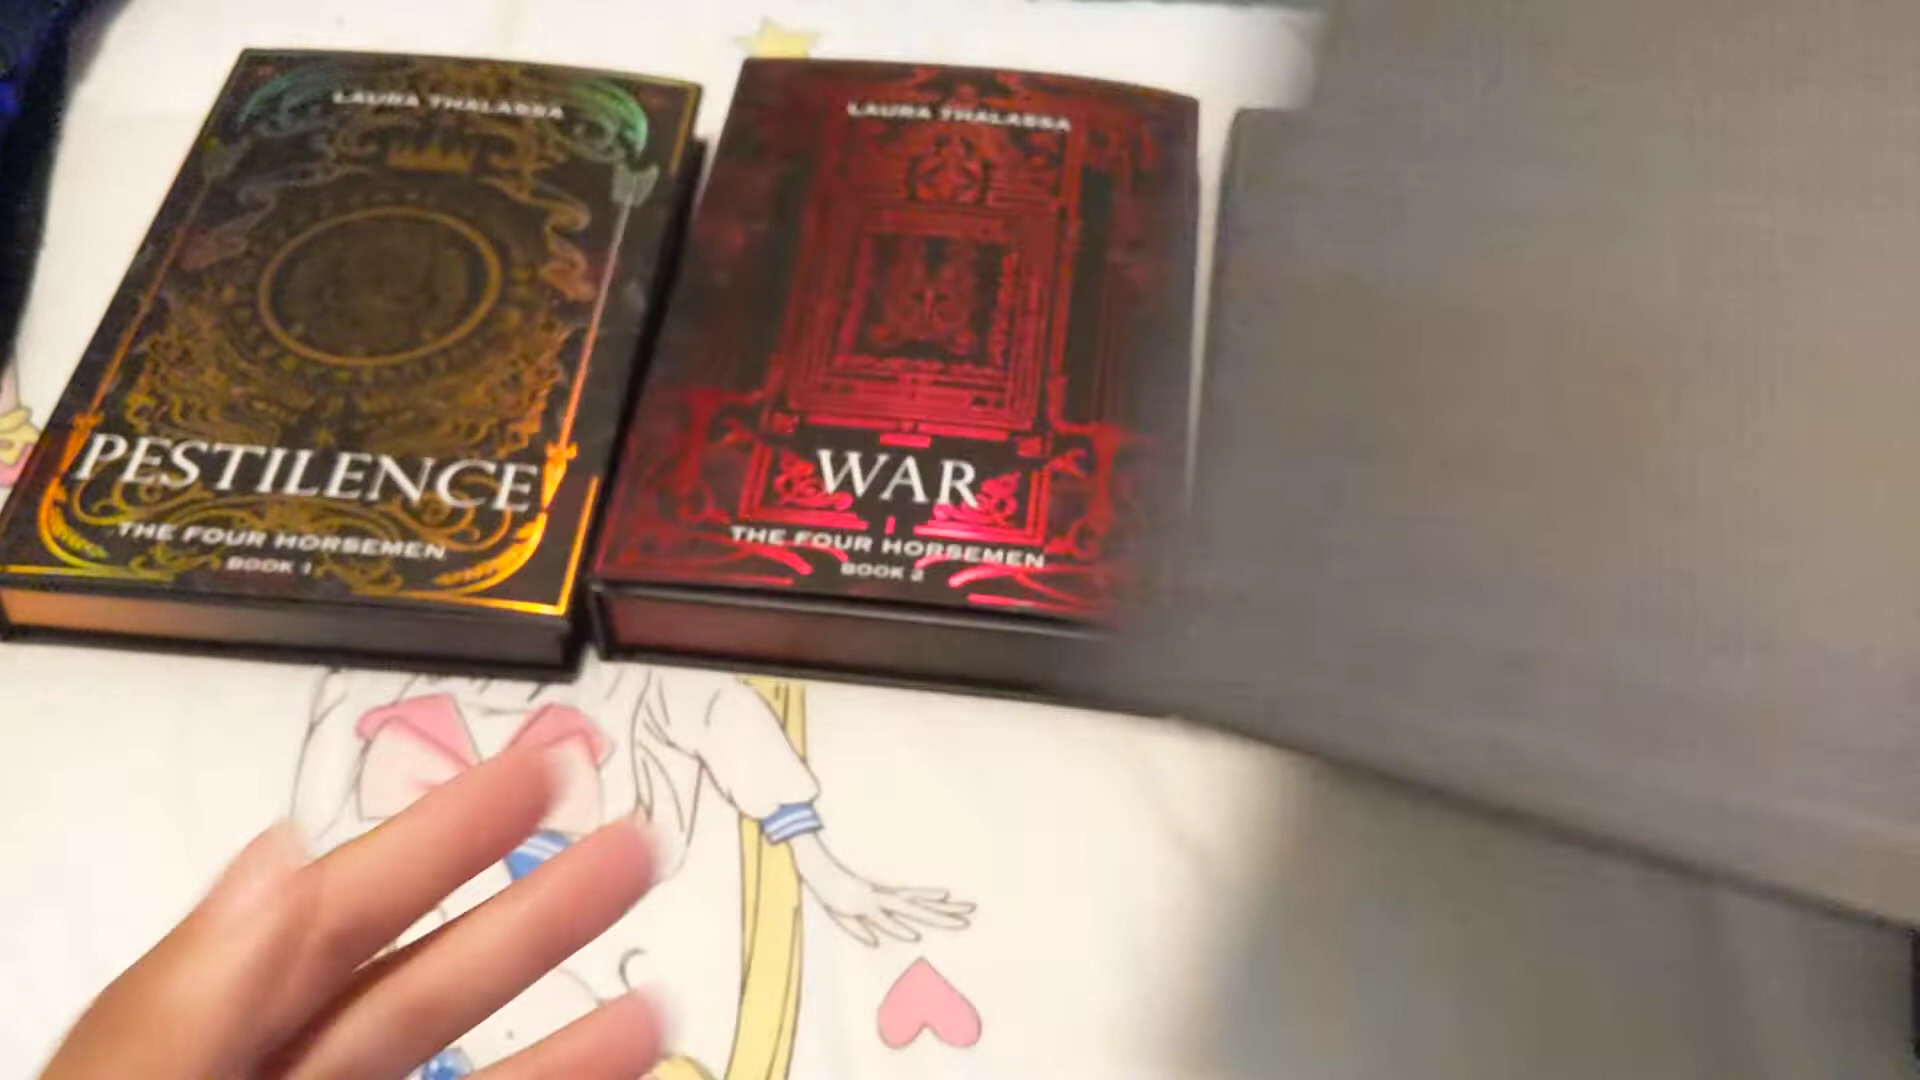 LAURA THALASSA
PESTILENCE
THE FOUR HORSEMEN
BOOK 1
LAURA THALASSA
WAR
THE FOUR HORSEMEN
BOOK 2